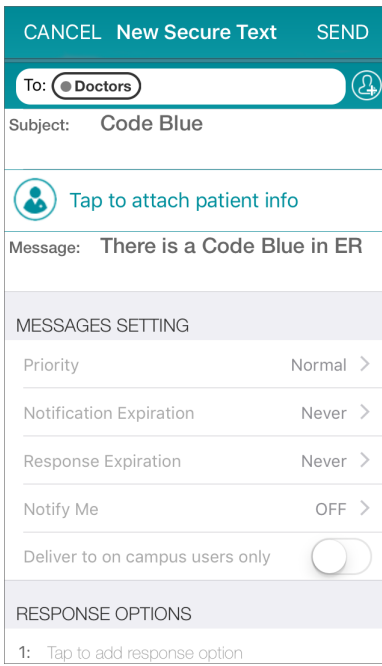 CANCEL New Secure Text SEND
To: Doctors
Subject: Code Blue
Tap to attach patient info
Message: There is a Code Blue in ER
MESSAGES SETTING
Priority Normal
Notification Expiration Never
Response Expiration Never
Notify Me OFF
Deliver to on campus users only
RESPONSE OPTIONS
1: Tap to add response option